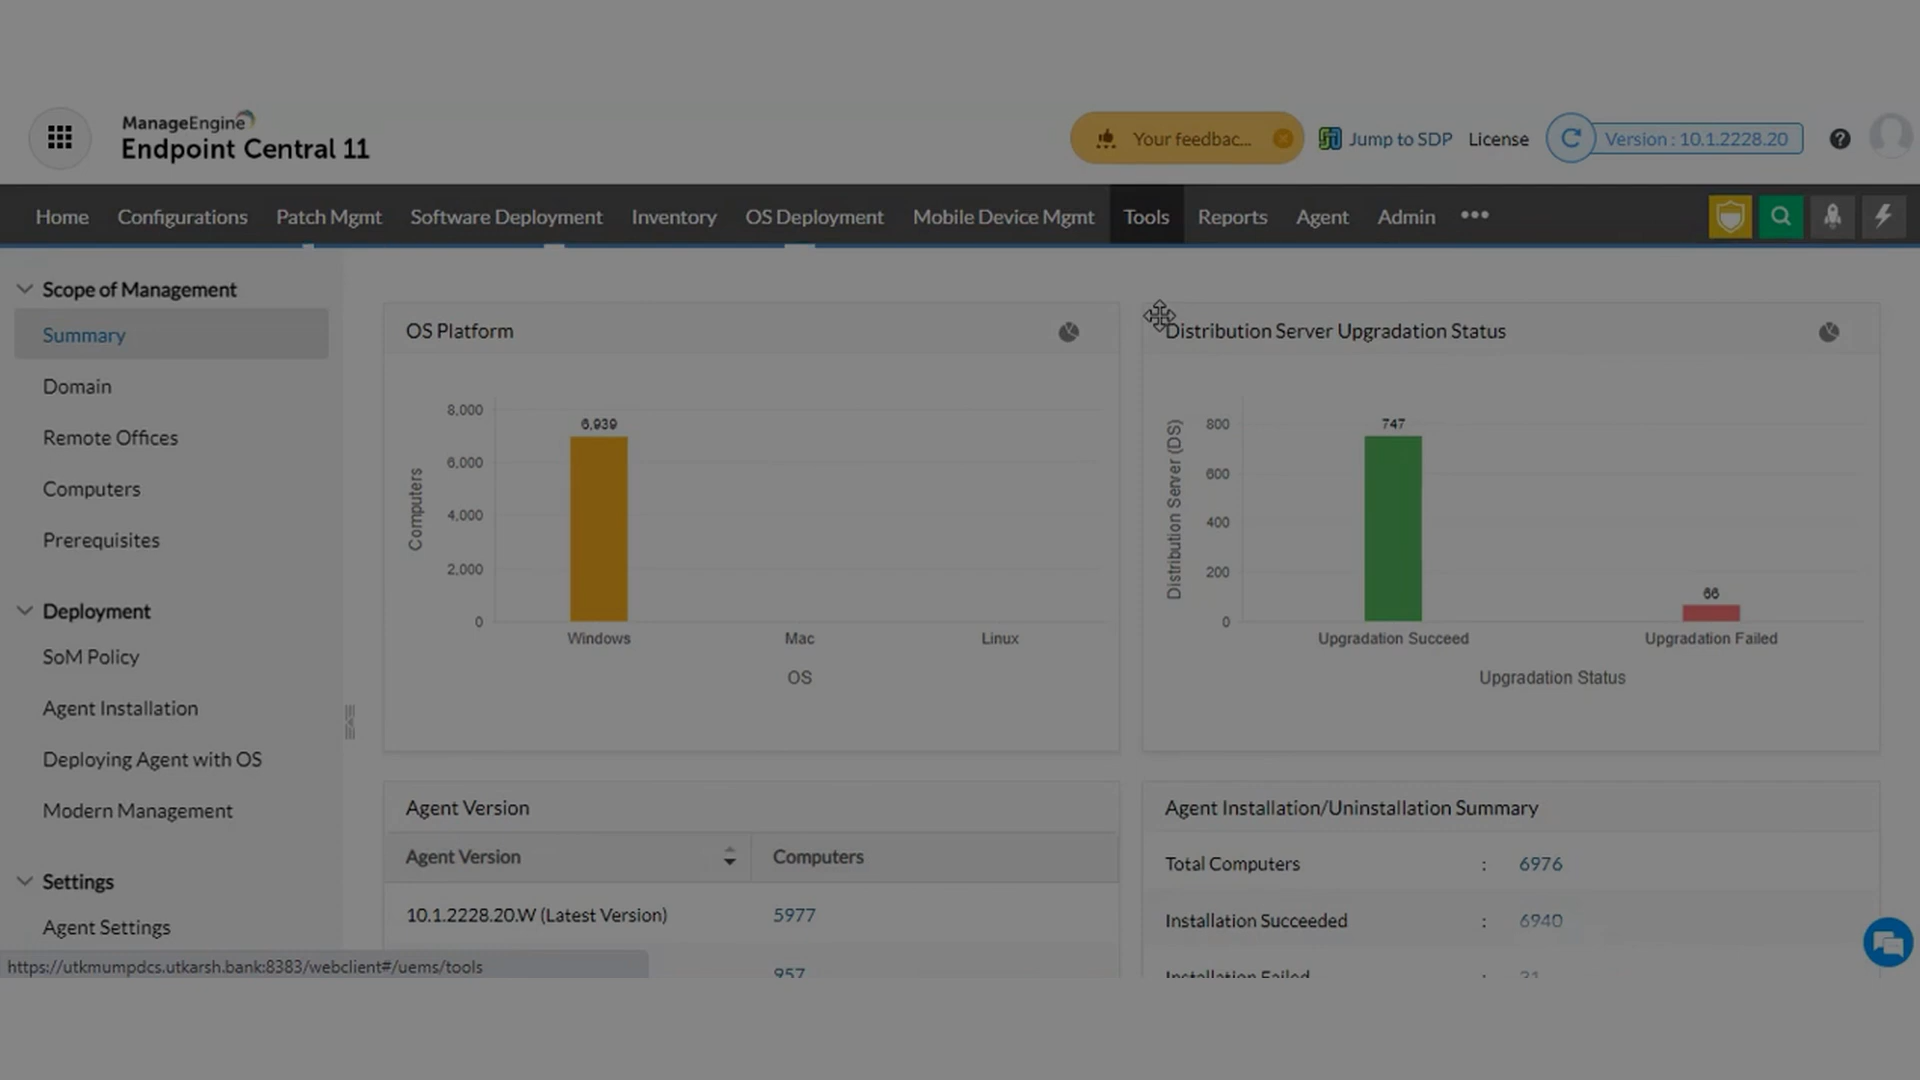 ManageEngine
Endpoint Central 11
Your feedbac...
Jump to SDP
License
Version : 10.1.2228.20
Home
Configurations
Patch Mgmt
Software Deployment
Inventory
OS Deployment
Mobile Device Mgmt
Tools
Reports
Agent
Admin
Scope of Management
Summary
Domain
Remote Offices
Computers
Prerequisites
Deployment
SoM Policy
Agent Installation
Deploying Agent with OS
Modern Management
Settings
Agent Settings
OS Platform
Computers
8,000
6,000
4,000
2,000
0
6,939
Windows
Mac
Linux
OS
Distribution Server Upgradation Status
Distribution Server (DS)
800
600
400
200
0
747
66
Upgradation Succeed
Upgradation Failed
Upgradation Status
Agent Version
Agent Version
Computers
10.1.2228.20.W (Latest Version)
5977
957
Agent Installation/Uninstallation Summary
Total Computers : 6976
Installation Succeeded : 6940
Installation Failed : 31
https://utkmumpdcs.utkarsh.bank:8383/webclient#/uems/tools